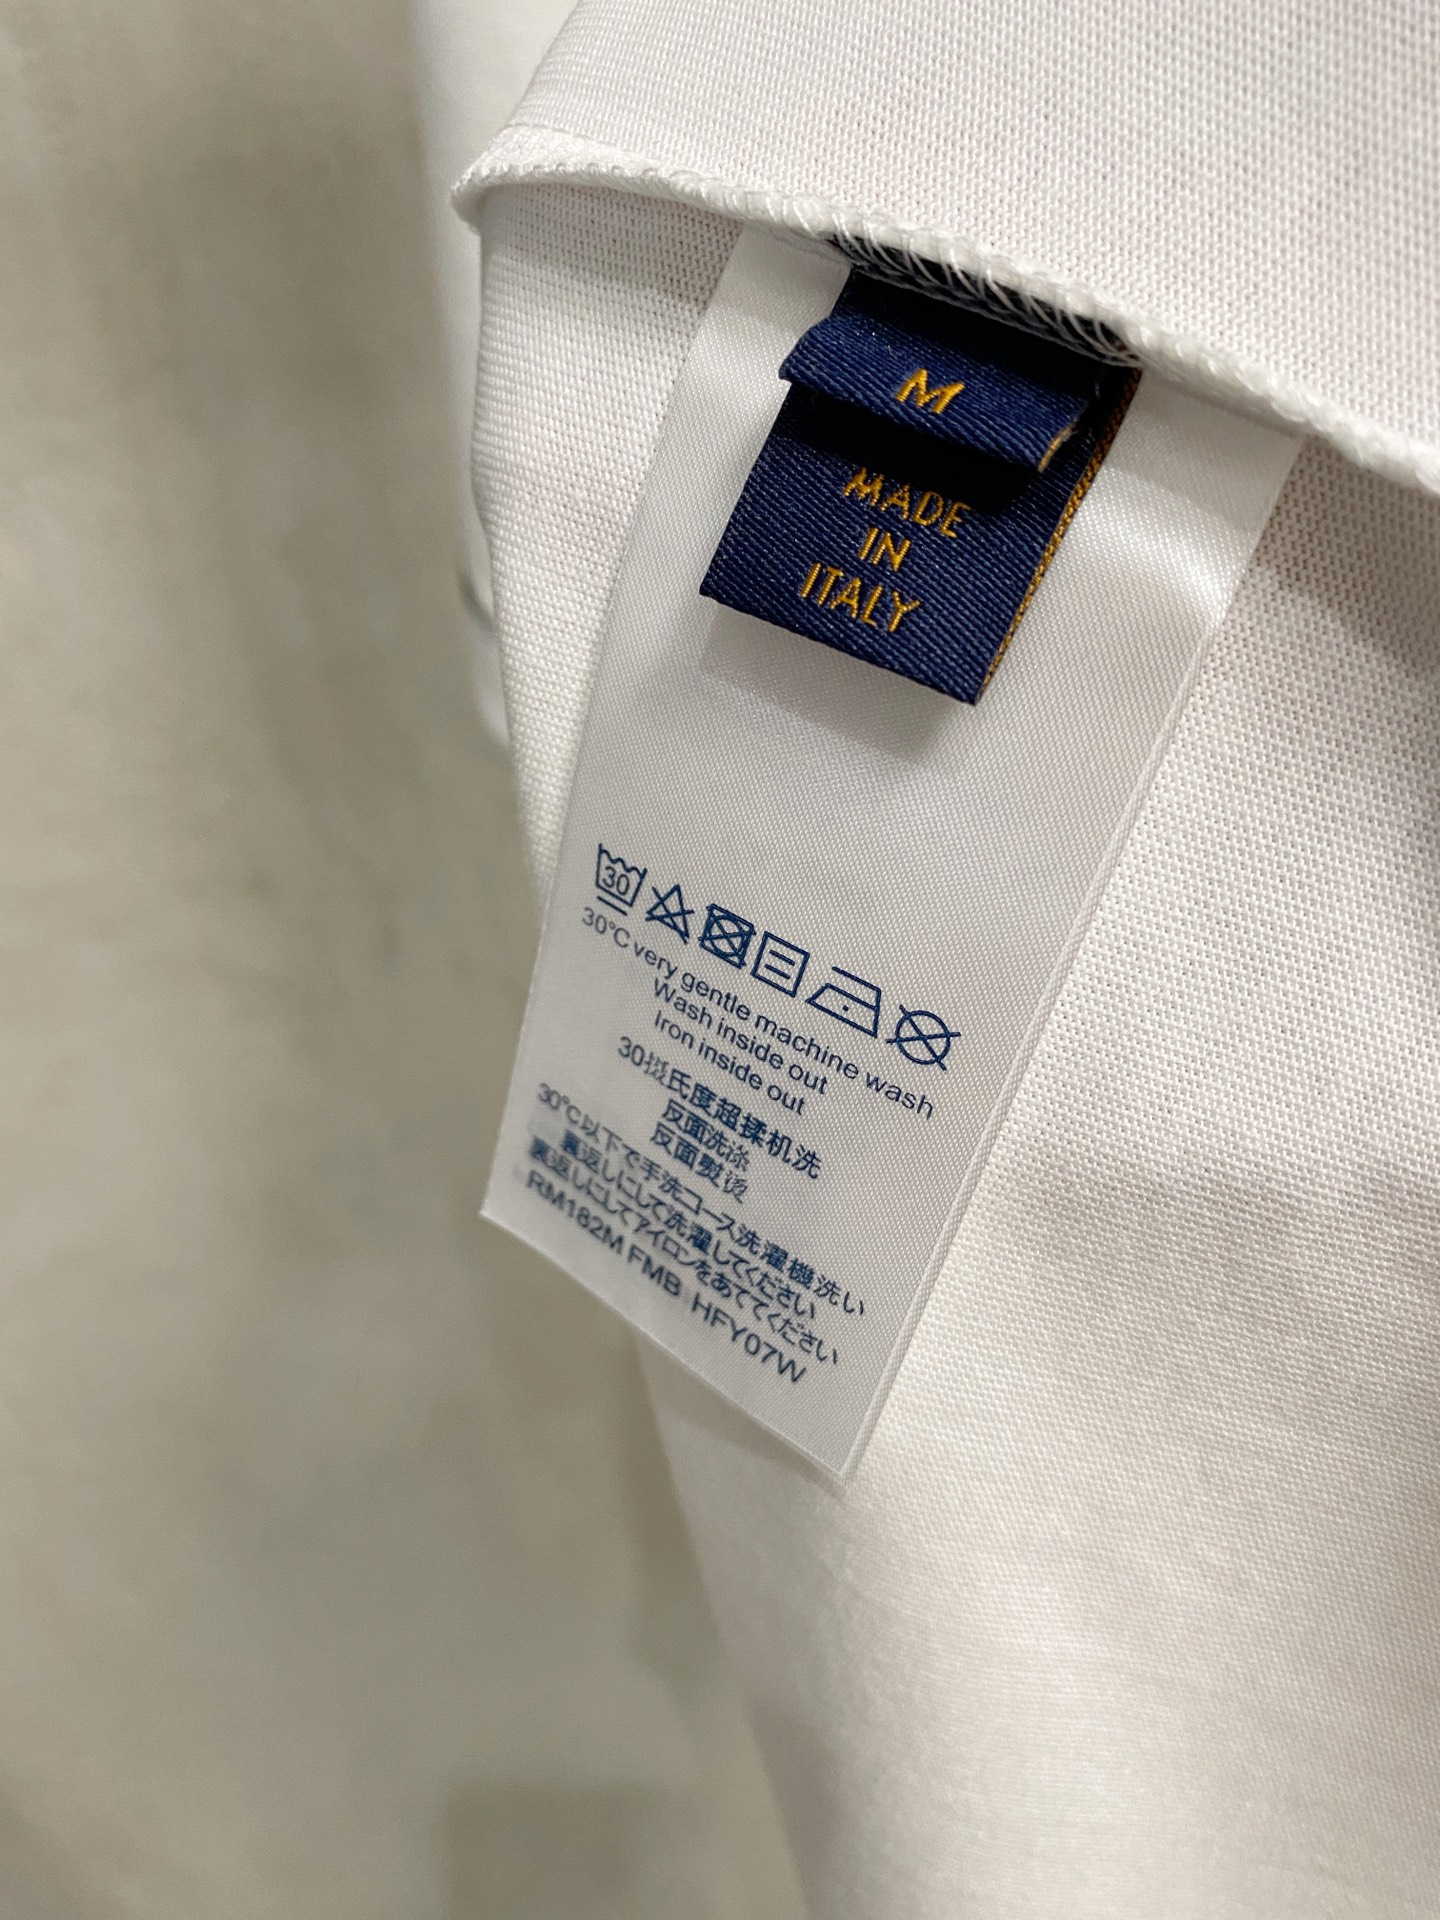 M
MADE
IN
ITALY
30
30°C very gentle machine wash
Wash inside out
Iron inside out
30摄氏度超揉机洗
反面洗涤
反面熨烫
30℃以下で手洗コース洗濯機洗い
裏返しにして洗濯してください
裏返しにしてアイロンをあててください
RM182M FMB HFY07W